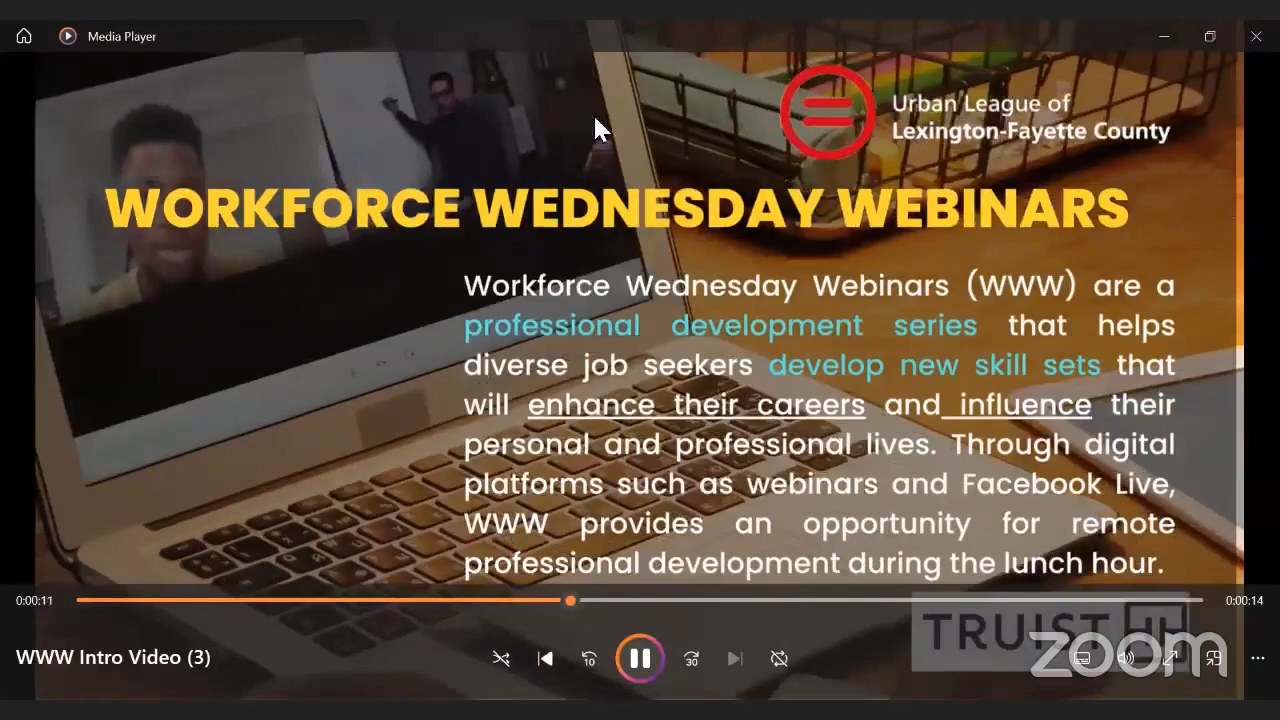 Media Player
Urban League of
Lexington-Fayette County
WORKFORCE WEDNESDAY WEBINARS
Workforce Wednesday Webinars (WWW) are a
professional development series that helps
diverse job seekers develop new skill sets that
will enhance their careers and influence their
personal and professional lives. Through digital
platforms such as webinars and Facebook Live,
WWW provides an opportunity for remote
professional development during the lunch hour.
0:00:11
0:00:14
TRUIST
WWW Intro Video (3)
10
30
zoom